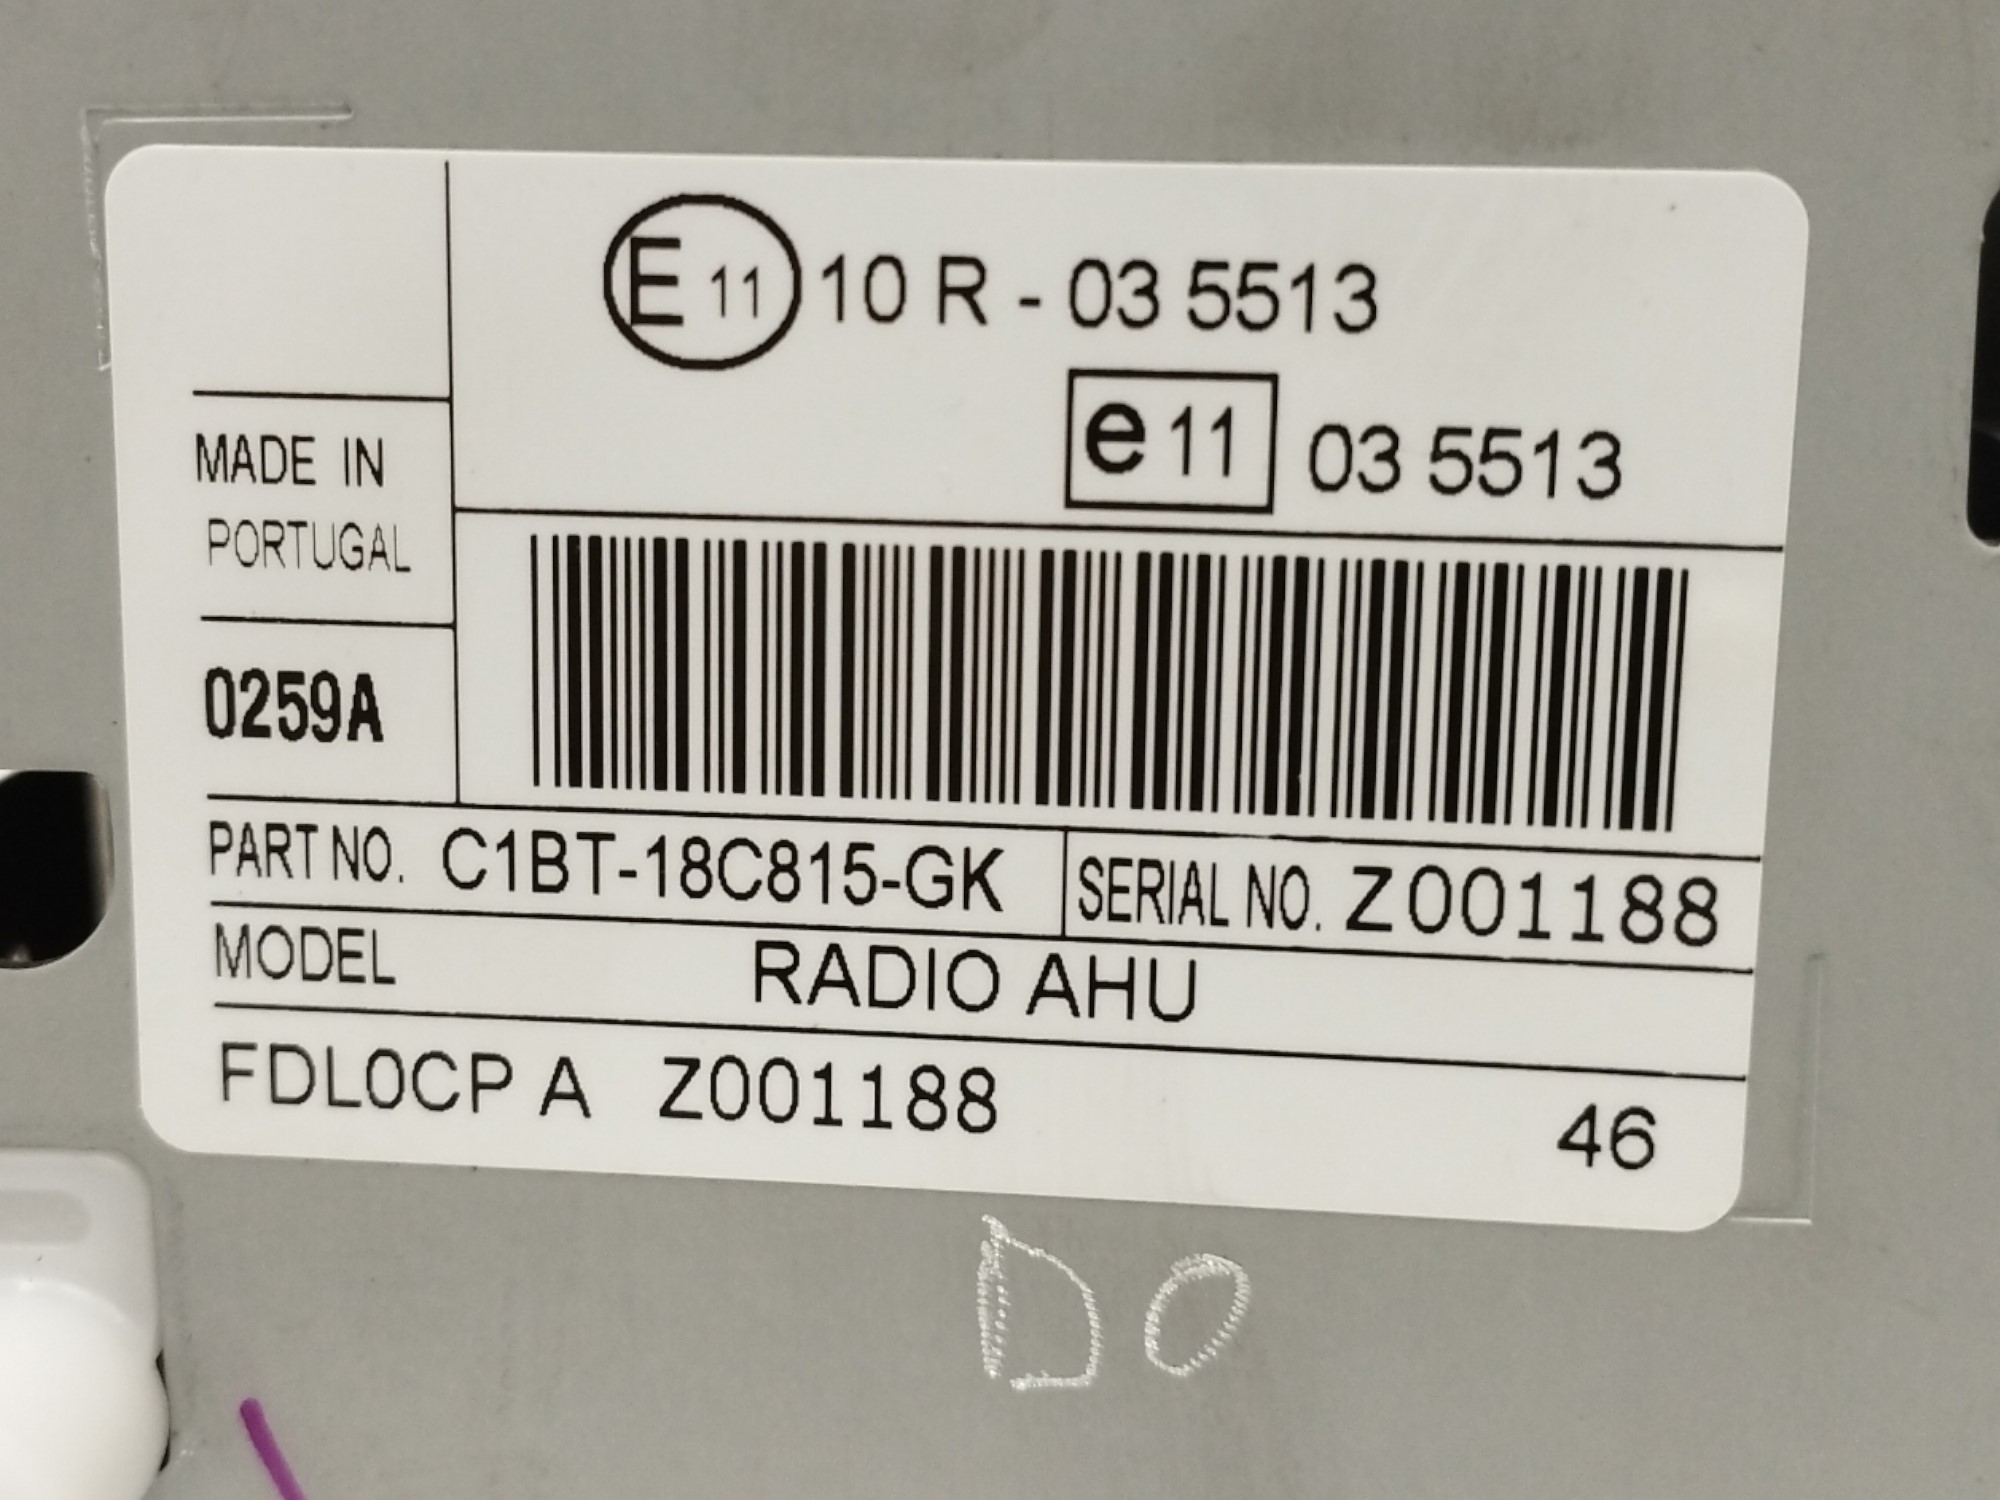 E 11 10 R - 03 5513
e 11 03 5513
MADE IN
PORTUGAL
0259A
PART NO. C1BT-18C815-GK SERIAL NO. Z001188
MODEL RADIO AHU
FDL0CP A Z001188 46
DO